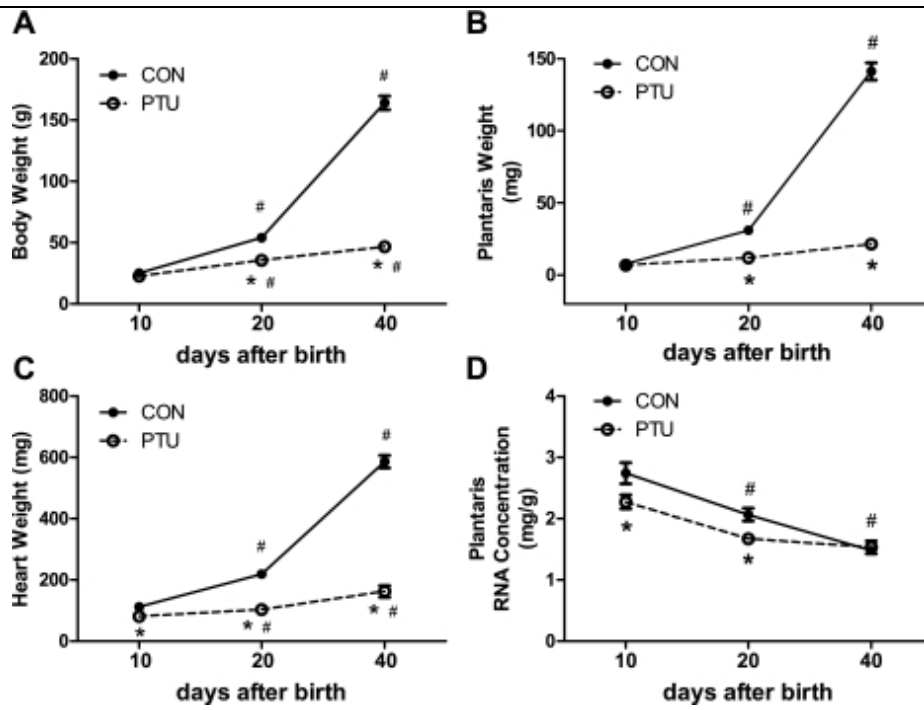 A
200
150
100
50
0
Body Weight (g)
CON
PTU
#
#
* #
* #
10 20 40
days after birth
B
150
100
50
0
Plantaris Weight
(mg)
CON
PTU
#
#
*
*
10 20 40
days after birth
C
800
600
400
200
0
Heart Weight (mg)
CON
PTU
#
#
*
* #
* #
10 20 40
days after birth
D
4
3
2
1
0
Plantaris
RNA Concentration
(mg/g)
CON
PTU
#
#
*
*
10 20 40
days after birth